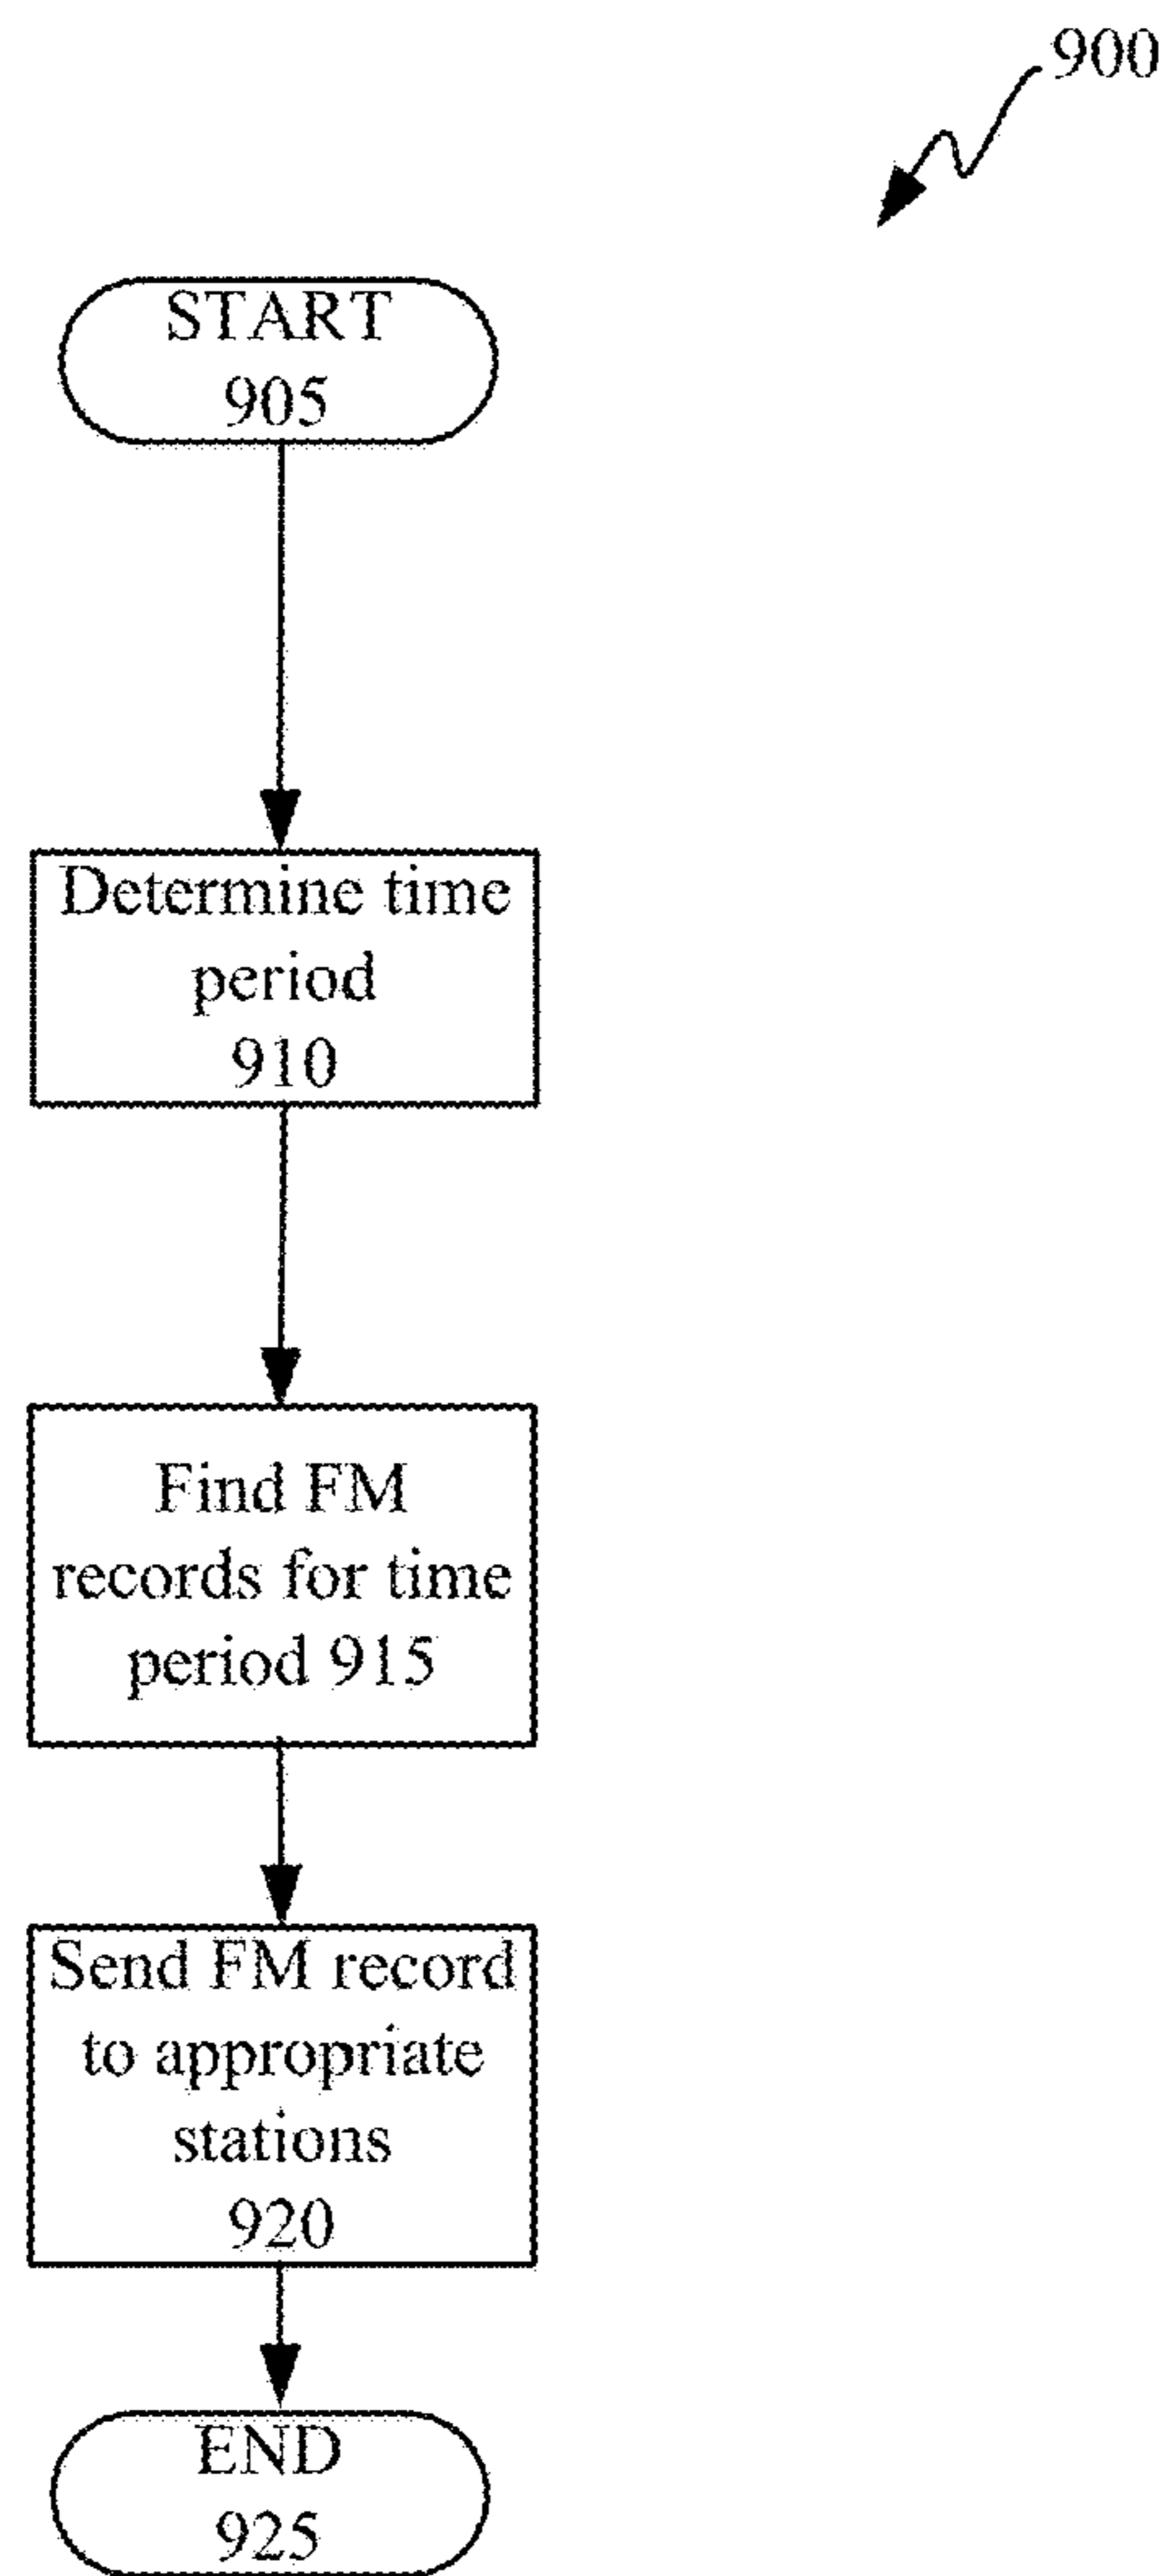 900
START
905
Determine time
period
910
Find FM
records for time
period 915
Send FM record
to appropriate
stations
920
END
925